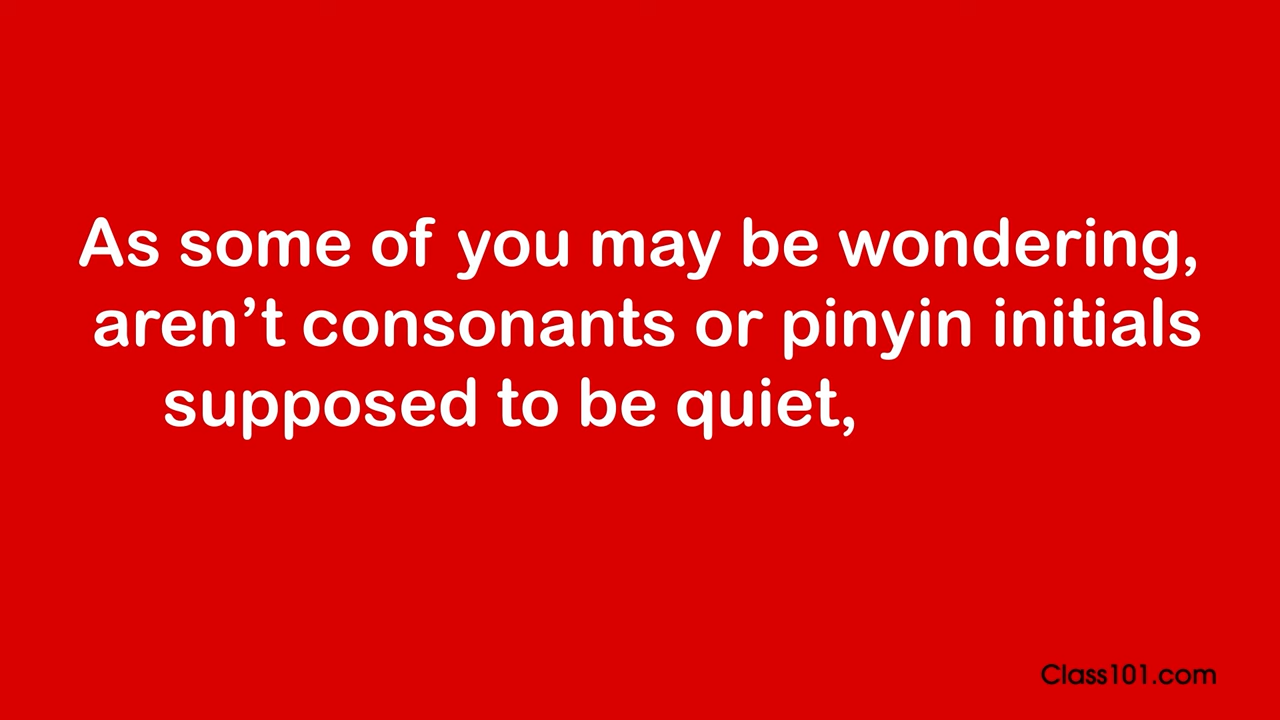 As some of you may be wondering,
aren’t consonants or pinyin initials
supposed to be quiet,
Class101.com